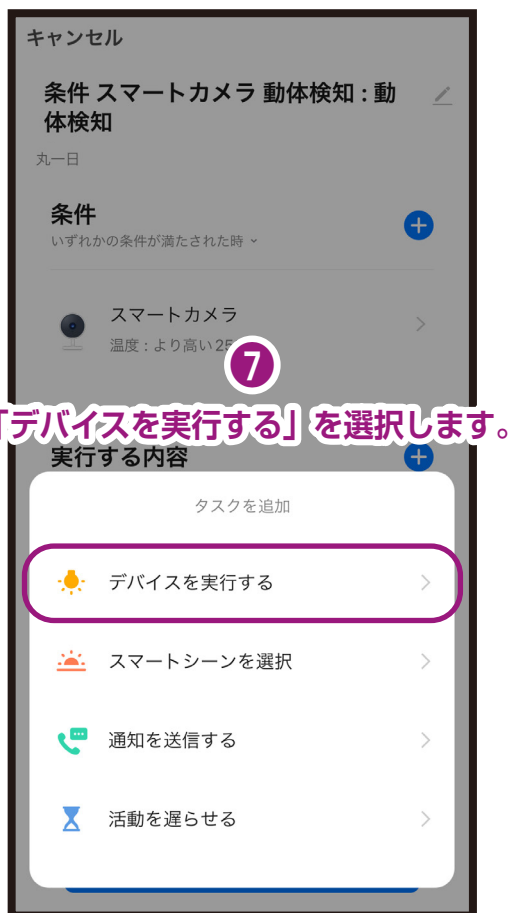 キャンセル
条件 スマートカメラ 動体検知 : 動
体検知
丸一日
条件
いずれかの条件が満たされた時
スマートカメラ
温度 : より高い 25
7
「デバイスを実行する」を選択します。
実行する内容
タスクを追加
デバイスを実行する
スマートシーンを選択
通知を送信する
活動を遅らせる